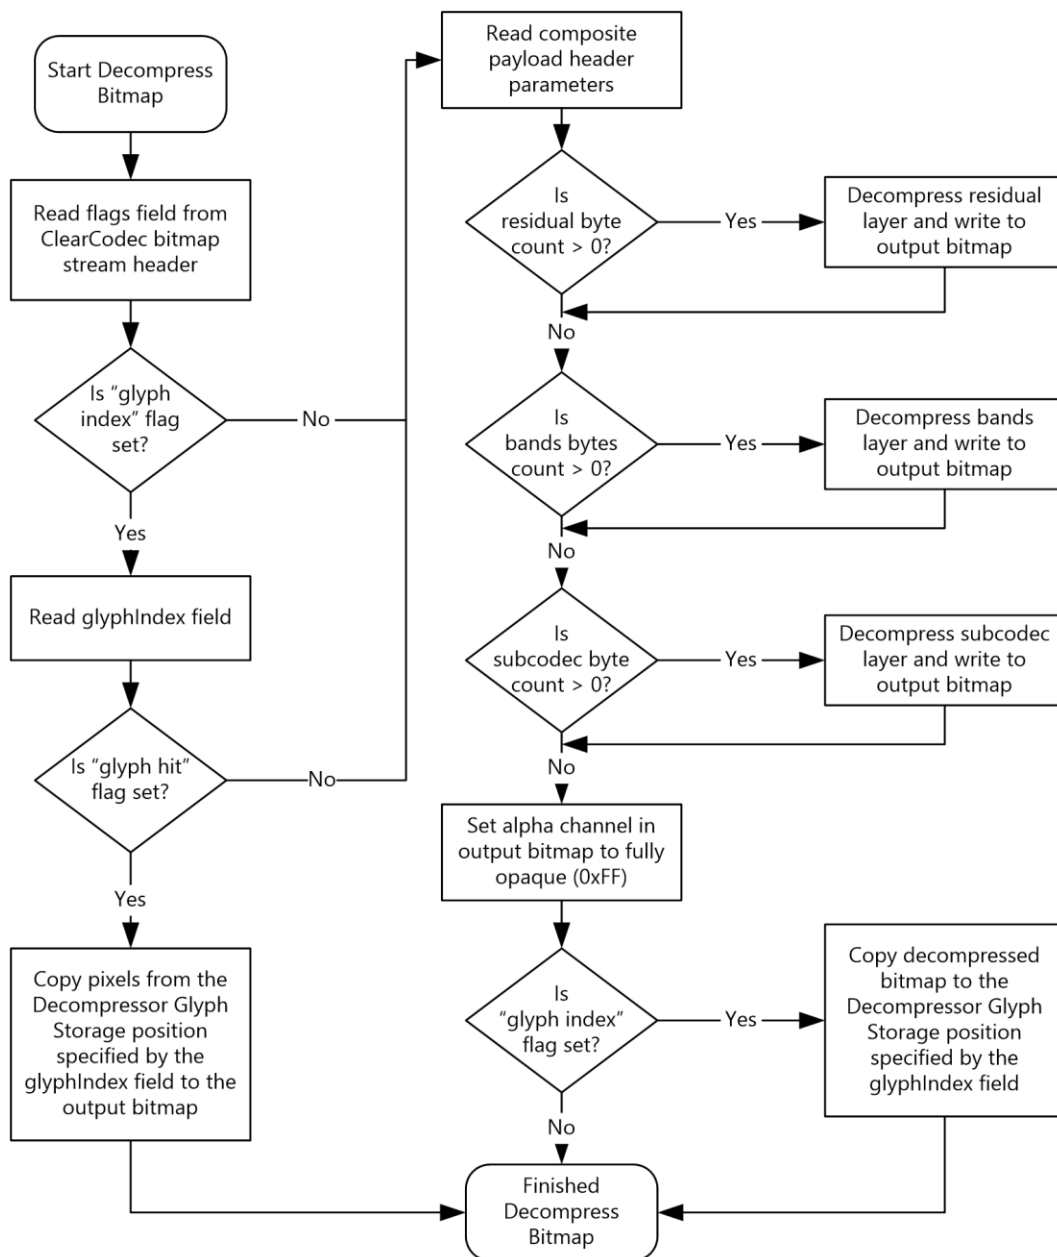 Start Decompress
Bitmap
Read flags field from
ClearCodec bitmap
stream header
Is “glyph
index” flag
set?
No
Yes
Read glyphIndex field
Is “glyph hit”
flag set?
No
Yes
Copy pixels from the
Decompressor Glyph
Storage position
specified by the
glyphIndex field to the
output bitmap
Read composite
payload header
parameters
Is
residual byte
count > 0?
Yes
Decompress residual
layer and write to
output bitmap
No
Is
bands bytes
count > 0?
Yes
Decompress bands
layer and write to
output bitmap
No
Is
subcodec byte
count > 0?
Yes
Decompress subcodec
layer and write to
output bitmap
No
Set alpha channel in
output bitmap to fully
opaque (0xFF)
Is
“glyph index”
flag set?
Yes
Copy decompressed
bitmap to the
Decompressor Glyph
Storage position
specified by the
glyphIndex field
No
Finished
Decompress
Bitmap